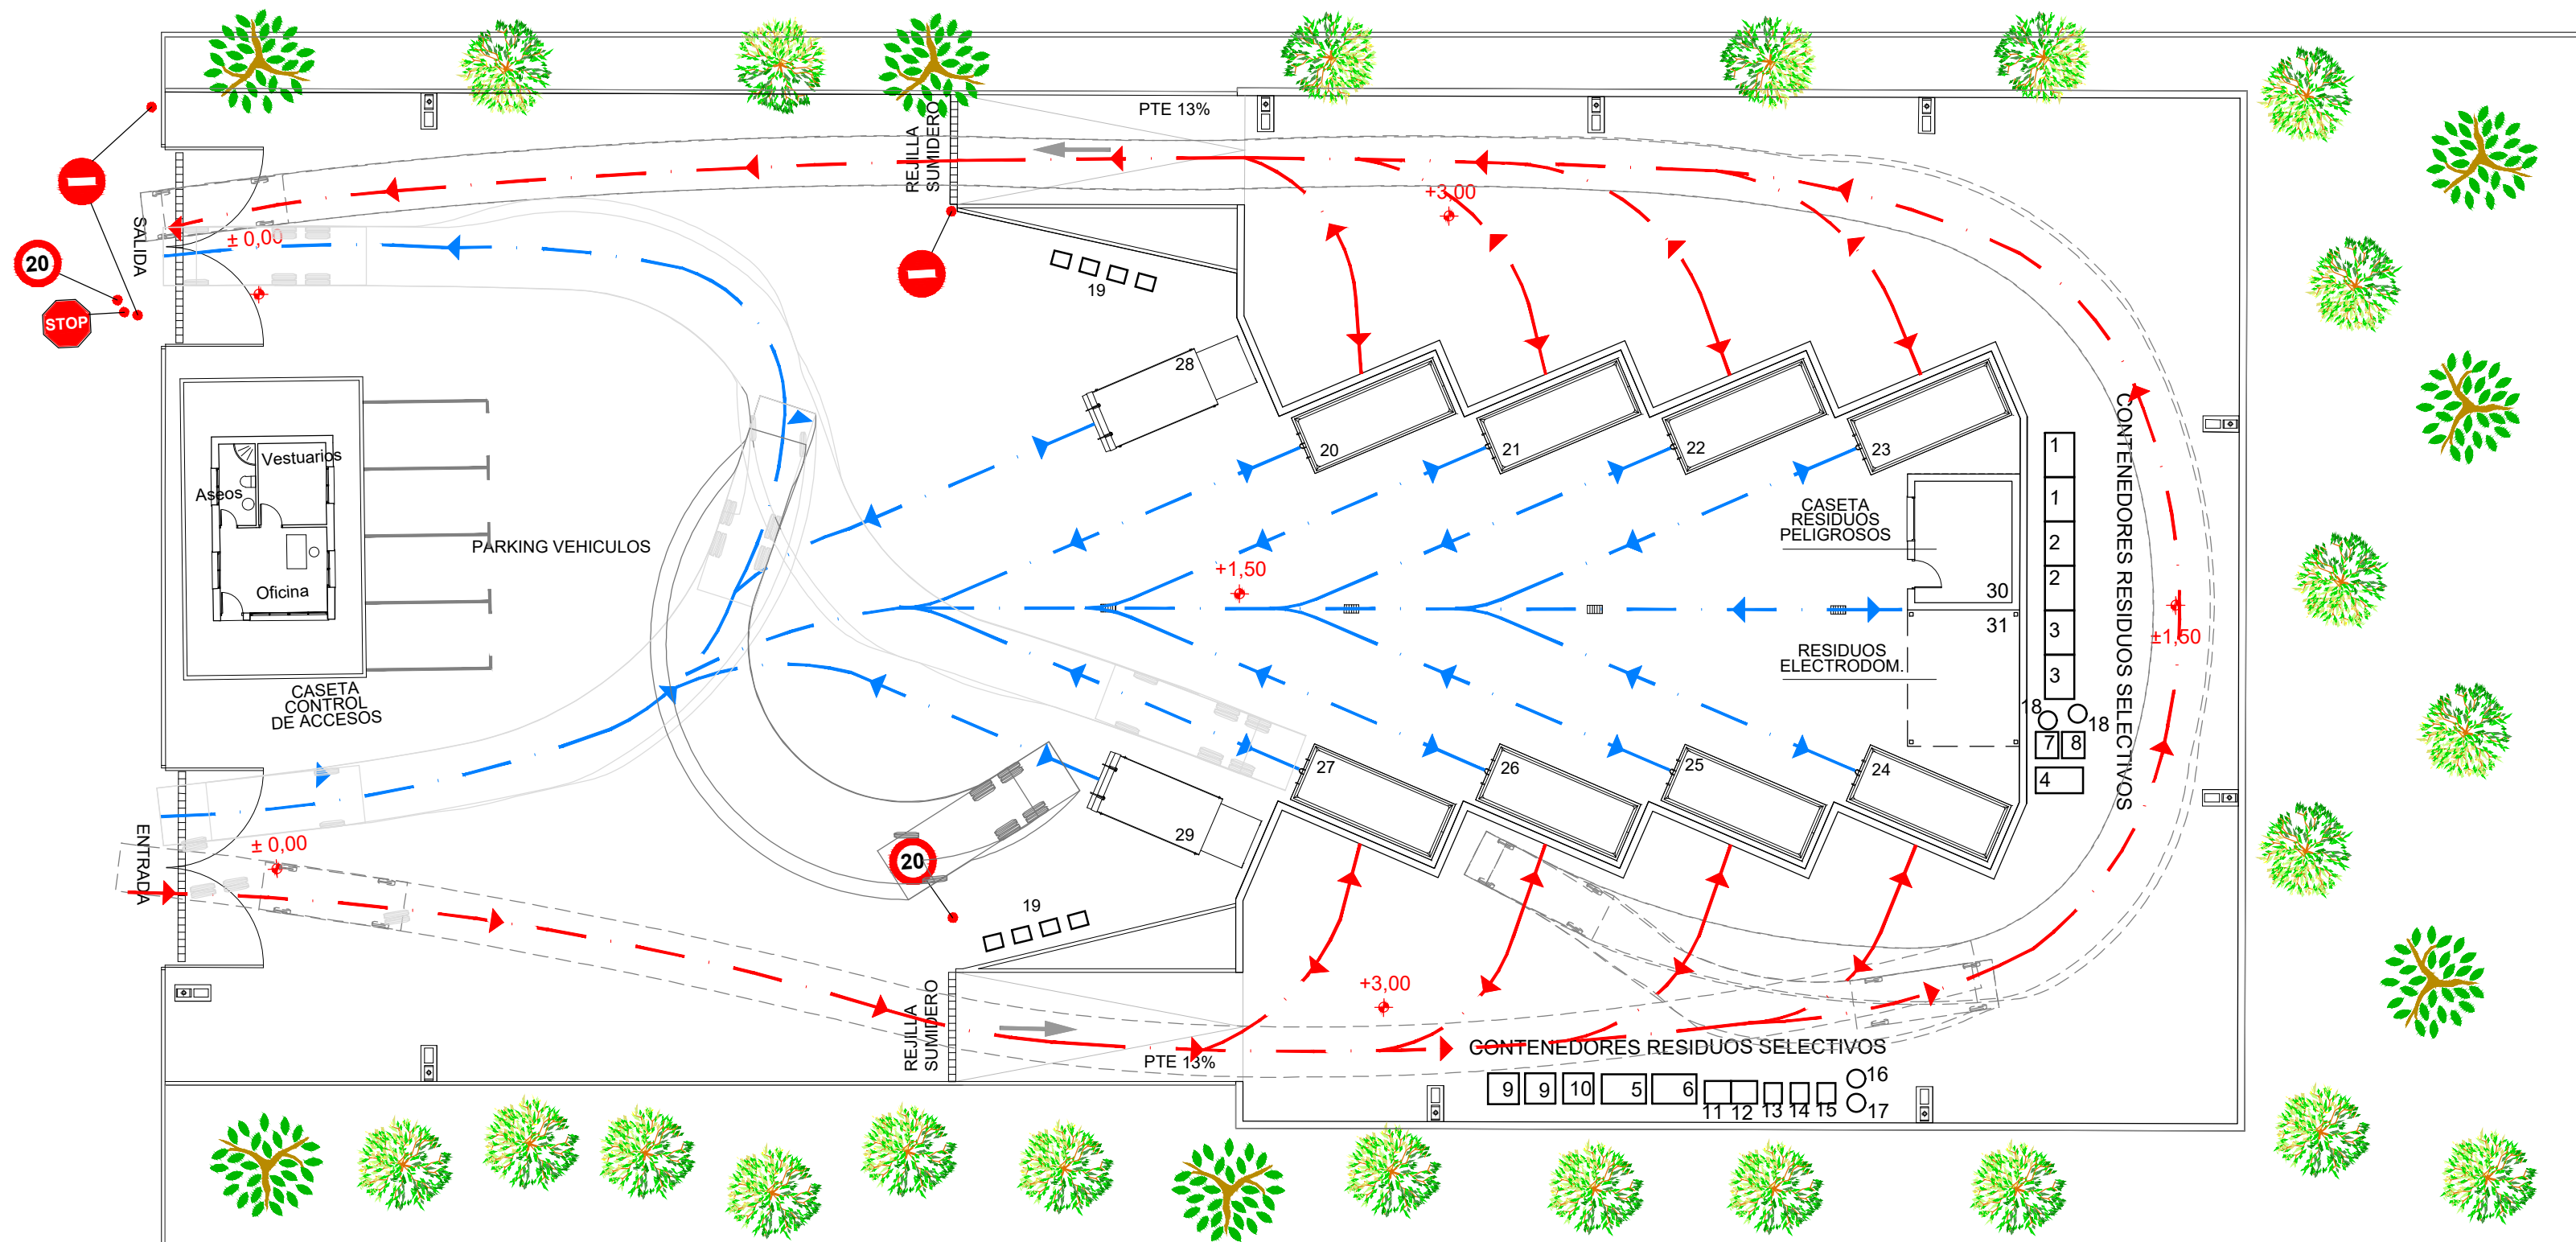 PTE 13%
REJILLA
SUMIDERO
SALIDA
± 0,00
20
STOP
+3,00
19
28
20
21
22
23
Vestuarios
Aseos
Oficina
PARKING VEHICULOS
CASETA
CONTROL
DE ACCESOS
+1,50
CASETA
RESIDUOS
PELIGROSOS
30
31
RESIDUOS
ELECTRODOM.
CONTENEDORES RESIDUOS SELECTIVOS
1
1
2
2
3
3
18
18
7
8
4
±1,50
27
26
25
24
29
20
19
ENTRADA
± 0,00
REJILLA
SUMIDERO
PTE 13%
+3,00
CONTENEDORES RESIDUOS SELECTIVOS
9
9
10
5
6
11
12
13
14
15
16
17